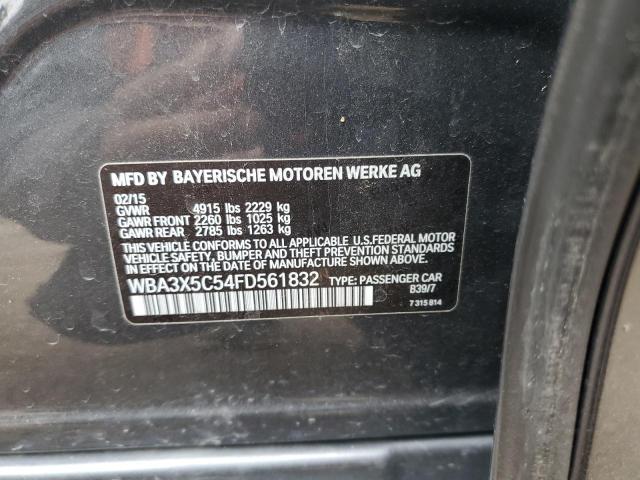 MFD BY BAYERISCHE MOTOREN WERKE AG
02/15
GVWR 4915 lbs 2229 kg
GAWR FRONT 2260 lbs 1025 kg
GAWR REAR 2785 lbs 1263 kg
THIS VEHICLE CONFORMS TO ALL APPLICABLE U.S.FEDERAL MOTOR
VEHICLE SAFETY, BUMPER AND THEFT PREVENTION STANDARDS
IN EFFECT ON THE DATE OF MANUFACTURE SHOWN ABOVE.
WBA3X5C54FD561832 TYPE: PASSENGER CAR
B39/7
7 315 814